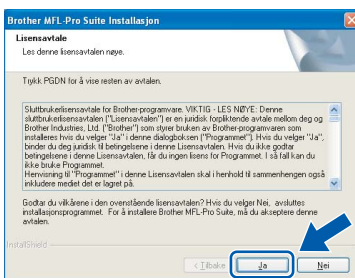 Brother MFL-Pro Suite Installasjon
Lisensavtale
Les denne lisensavtalen nøye.
Trykk PGDN for å vise resten av avtalen.
Sluttbrukerlisensavtale for Brother-programvare. VIKTIG - LES NØYE: Denne
sluttbrukerlisensavtalen ("Lisensavtalen") er en juridisk forpliktende avtale mellom deg og
Brother Industries, Ltd. ("Brother") som styrer bruken av Brother-programvaren som
installeres hvis du velger "Ja" i denne dialogboksen ("Programmet"). Hvis du velger "Ja",
binder du deg juridisk til betingelsene i denne Lisensavtalen. Hvis du ikke godtar
betingelsene i denne Lisensavtalen, får du ingen lisens for Programmet. I så fall kan du
ikke bruke Programmet.
Henvisning til "Programmet" i denne Lisensavtalen skal i henhold til sammenhengen også
inkludere mediet det er lagret på.
Godtar du vilkårene i den overstående lisensavtalen? Hvis du velger Nei, avsluttes
installasjonsprogrammet. For å installere Brother MFL-Pro Suite, må du akseptere denne
avtalen.
InstallShield
< Tilbake
Ja
Nei